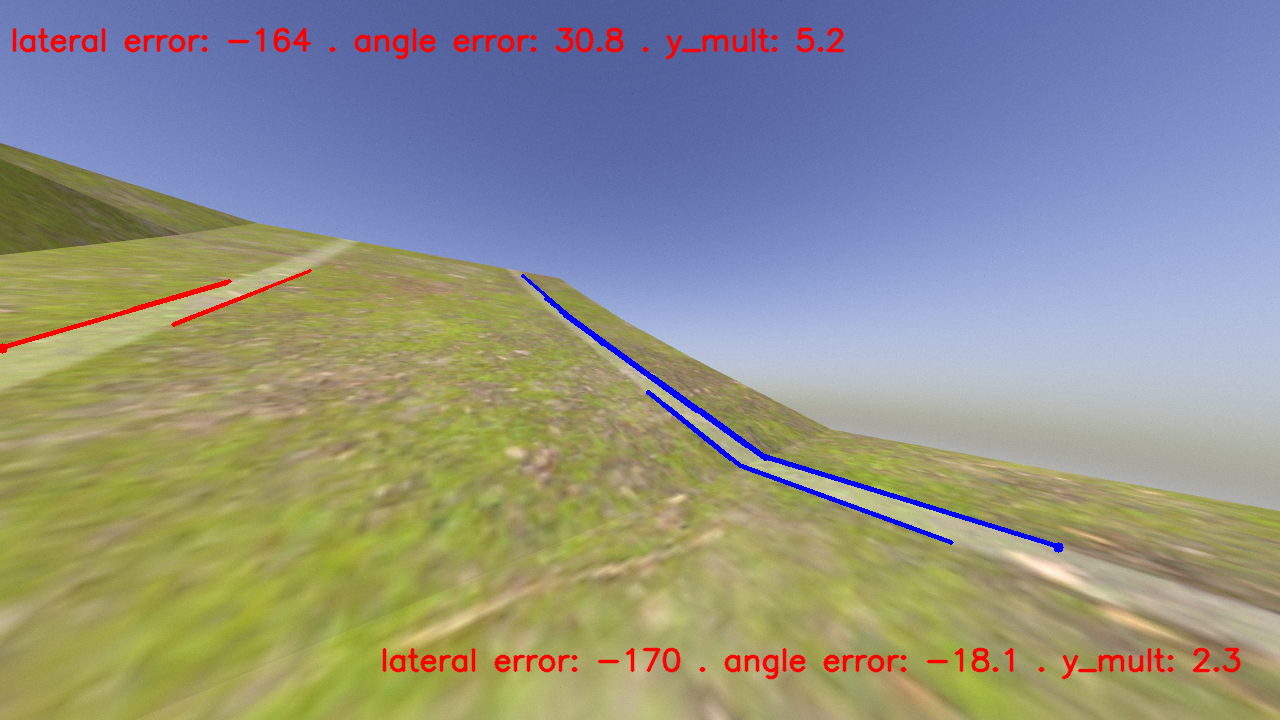 lateral error: -164 . angle error: 30.8 . y_mult: 5.2
lateral error: -170 . angle error: -18.1 . y_mult: 2.3